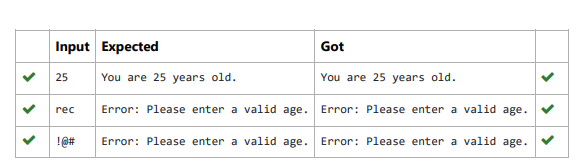 Input Expected Got
25 You are 25 years old. You are 25 years old.
rec Error: Please enter a valid age. Error: Please enter a valid age.
!@# Error: Please enter a valid age. Error: Please enter a valid age.